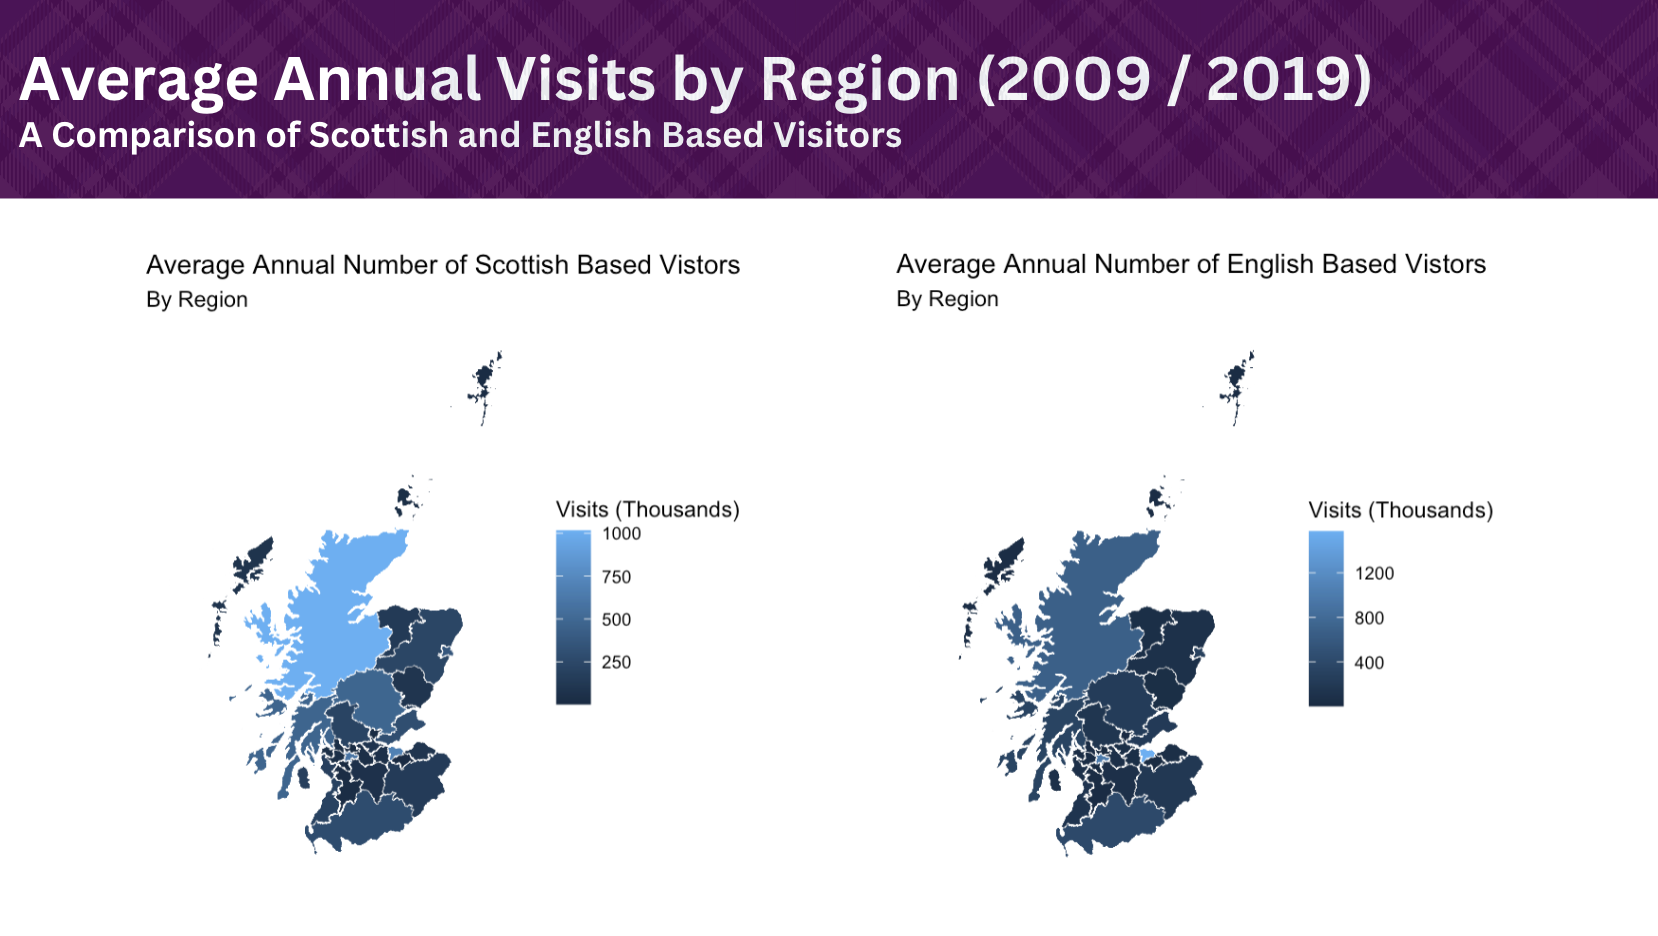 Average Annual Visits by Region (2009 / 2019)
A Comparison of Scottish and English Based Visitors
Average Annual Number of Scottish Based Vistors
By Region
Visits (Thousands)
1000
750
500
250
Average Annual Number of English Based Vistors
By Region
Visits (Thousands)
1200
800
400